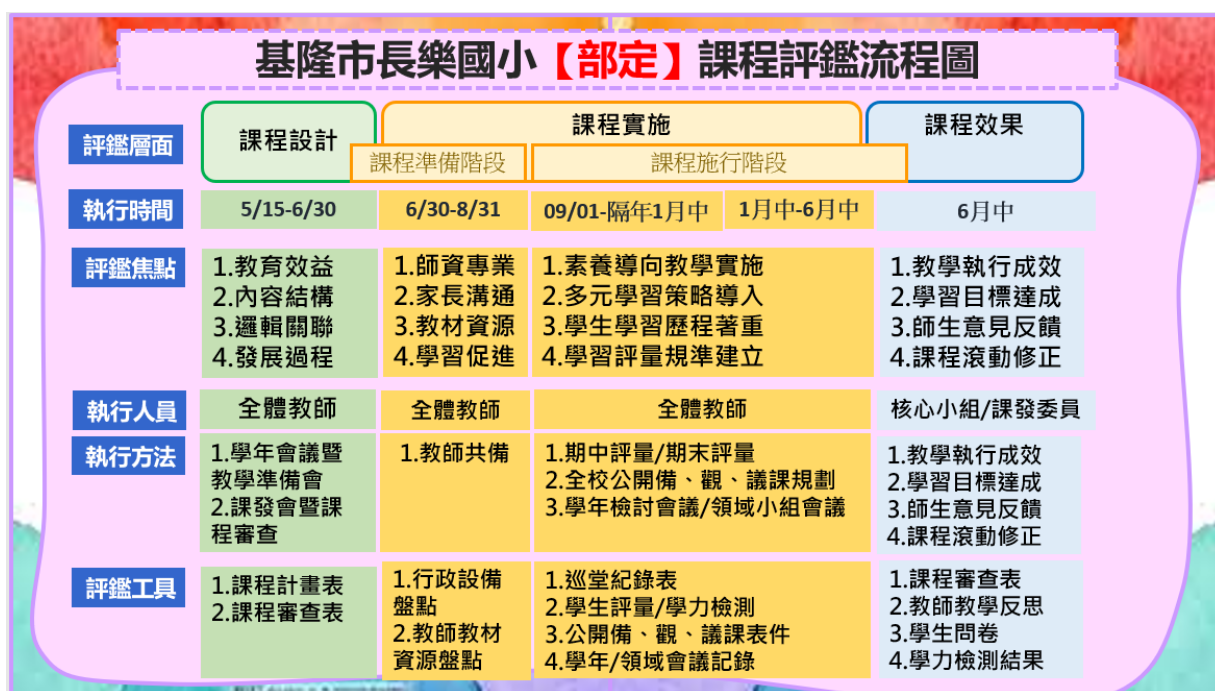 基隆市長樂國小【部定】課程評鑑流程圖
評鑑層面
課程設計
課程實施
課程準備階段
課程施行階段
課程效果
執行時間
5/15-6/30
6/30-8/31
09/01-隔年1月中
1月中-6月中
6月中
評鑑焦點
1.教育效益
2.內容結構
3.邏輯關聯
4.發展過程
1.師資專業
2.家長溝通
3.教材資源
4.學習促進
1.素養導向教學實施
2.多元學習策略導入
3.學生學習歷程著重
4.學習評量規準建立
1.教學執行成效
2.學習目標達成
3.師生意見反饋
4.課程滾動修正
執行人員
全體教師
全體教師
全體教師
核心小組/課發委員
執行方法
1.學年會議暨
教學準備會
2.課發會暨課
程審查
1.教師共備
1.期中評量/期末評量
2.全校公開備、觀、議課規劃
3.學年檢討會議/領域小組會議
1.教學執行成效
2.學習目標達成
3.師生意見反饋
4.課程滾動修正
評鑑工具
1.課程計畫表
2.課程審查表
1.行政設備
盤點
2.教師教材
資源盤點
1.巡堂紀錄表
2.學生評量/學力檢測
3.公開備、觀、議課表件
4.學年/領域會議記錄
1.課程審查表
2.教師教學反思
3.學生問卷
4.學力檢測結果